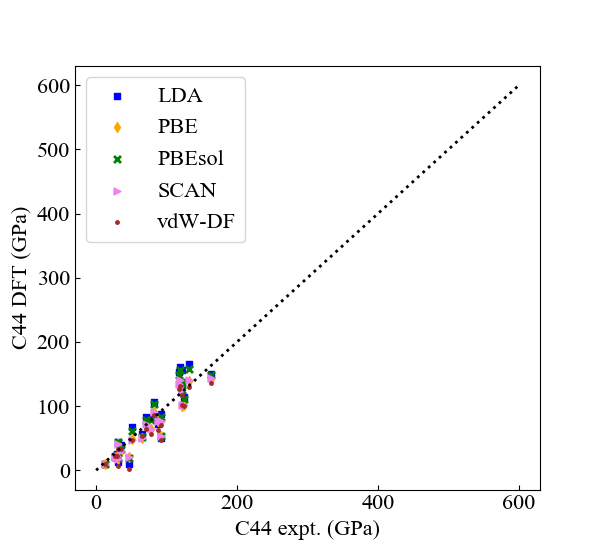 LDA
PBE
PBEsol
SCAN
vdW-DF
600
500
400
300
200
100
0
C44 DFT (GPa)
0
200
400
600
C44 expt. (GPa)